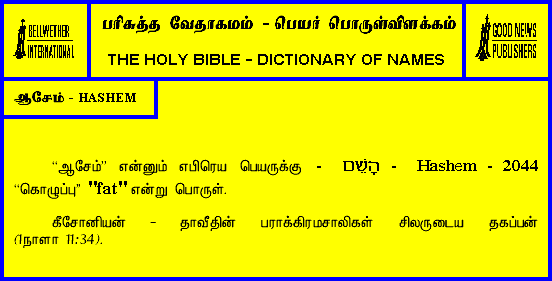 BELLWETHER
INTERNATIONAL
பரிசுத்த வேதாகமம் - பெயர் பொருள்விளக்கம்
THE HOLY BIBLE - DICTIONARY OF NAMES
GOOD NEWS
PUBLISHERS
ஆசேம் - HASHEM
“ஆசேம்” என்னும் எபிரெய பெயருக்கு - הָשֵׁם - Hashem - 2044
“கொழுப்பு” "fat" என்று பொருள்.
கீசோனியன் - தாவீதின் பராக்கிரமசாலிகள் சிலருடைய தகப்பன்
(1நாளா 11:34).